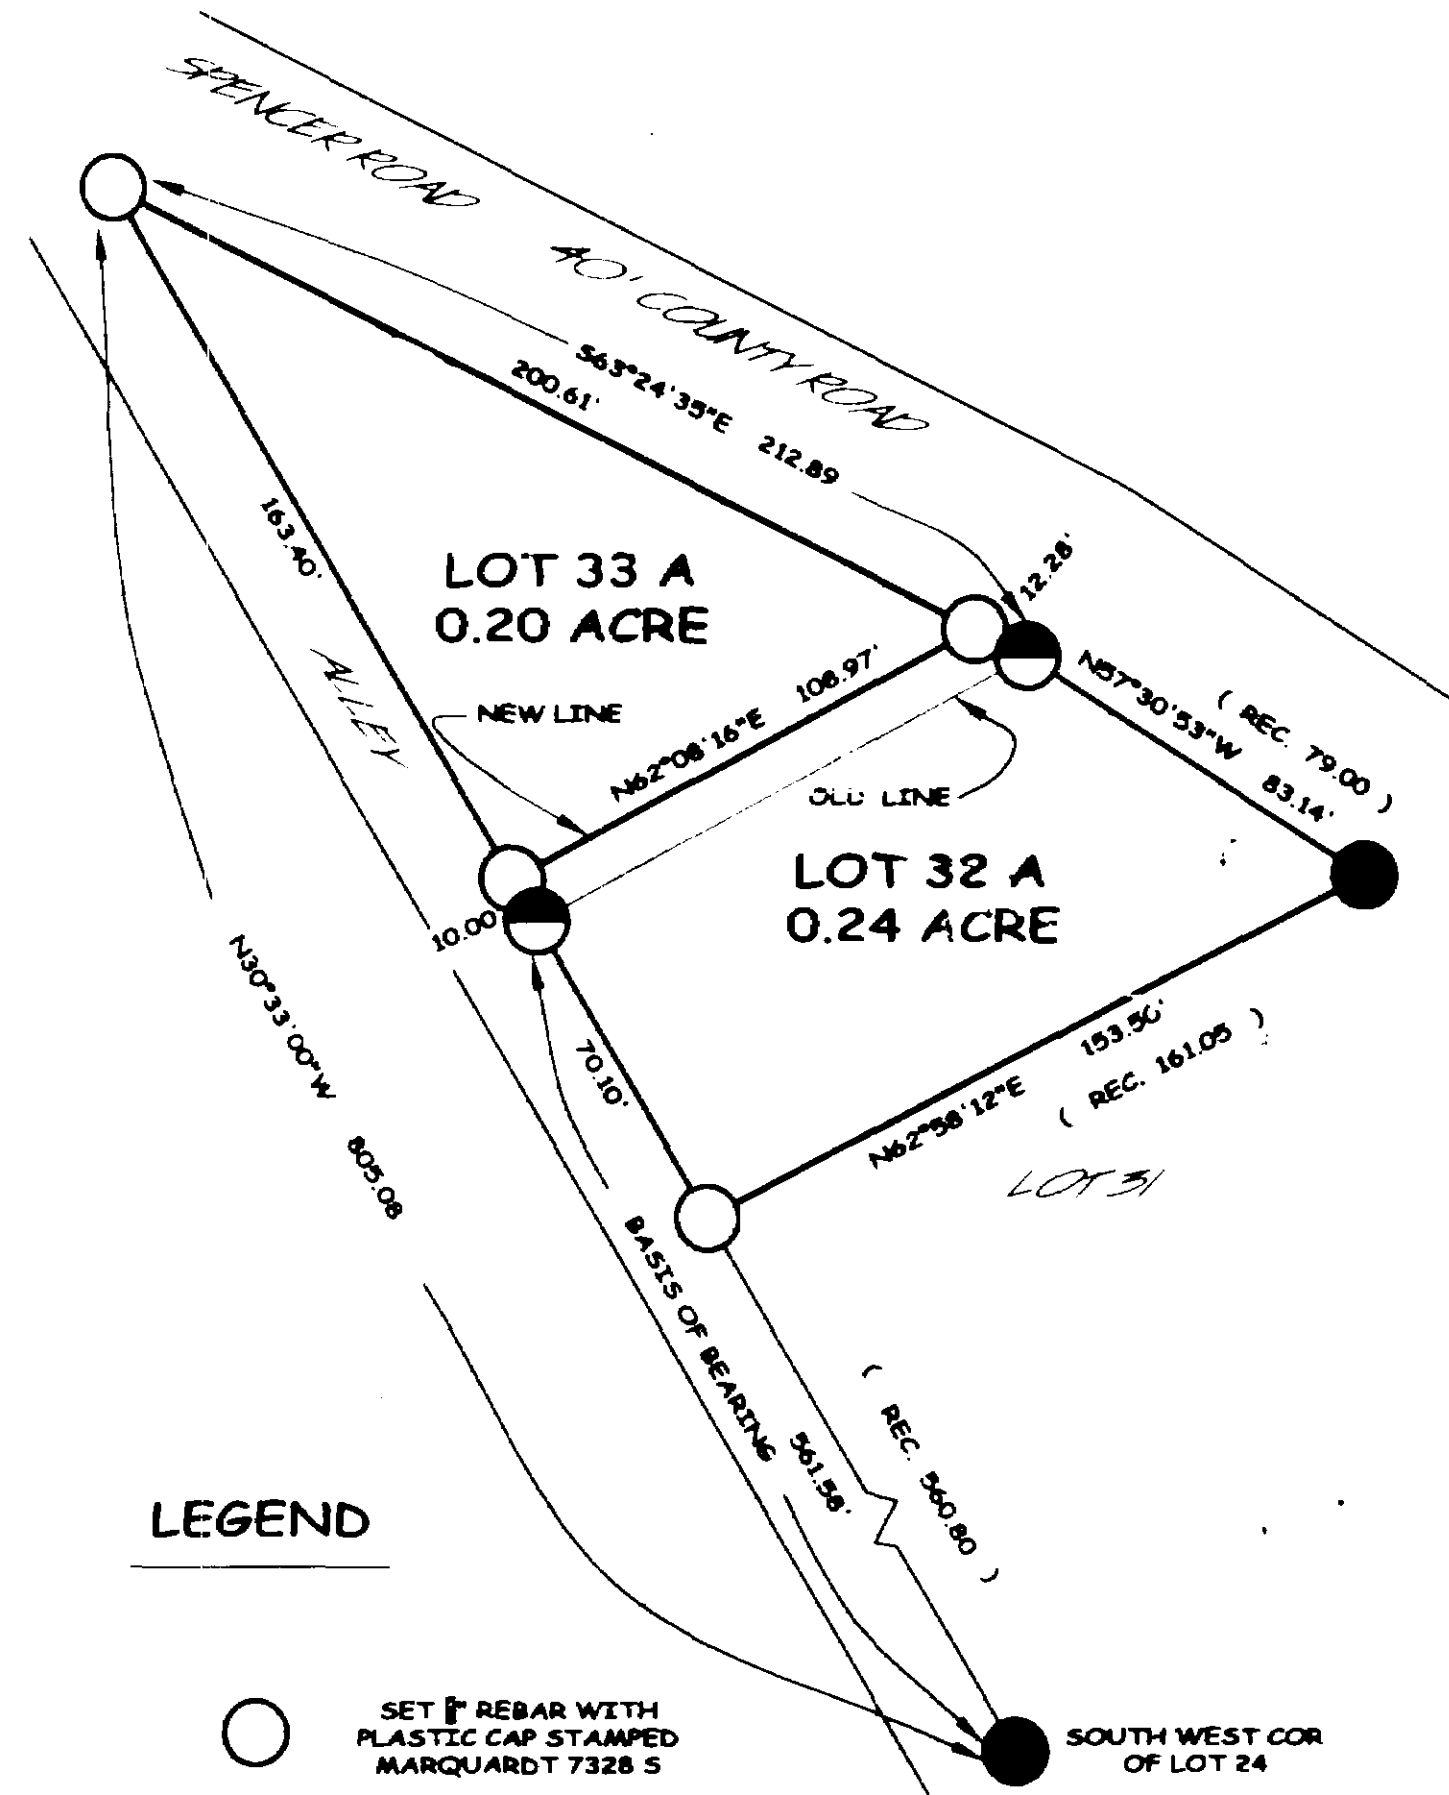 SPENCER ROAD
40' COUNTY ROAD
S63°24'35"E 212.89
200.61'
163.40'
LOT 33 A
0.20 ACRE
12.28'
ALLEY
NEW LINE
N62°08'16"E 108.97'
N57°30'53"W 83.14'
( REC. 79.00 )
OLD LINE
LOT 32 A
0.24 ACRE
10.00
N30°33'00"W 805.08
70.10'
153.50'
N62°58'12"E
( REC. 161.05 )
LOT 31
BASIS OF BEARING 561.58'
( REC. 560.80 )
LEGEND
SET " REBAR WITH
PLASTIC CAP STAMPED
MARQUARDT 7328 S
SOUTH WEST COR
OF LOT 24